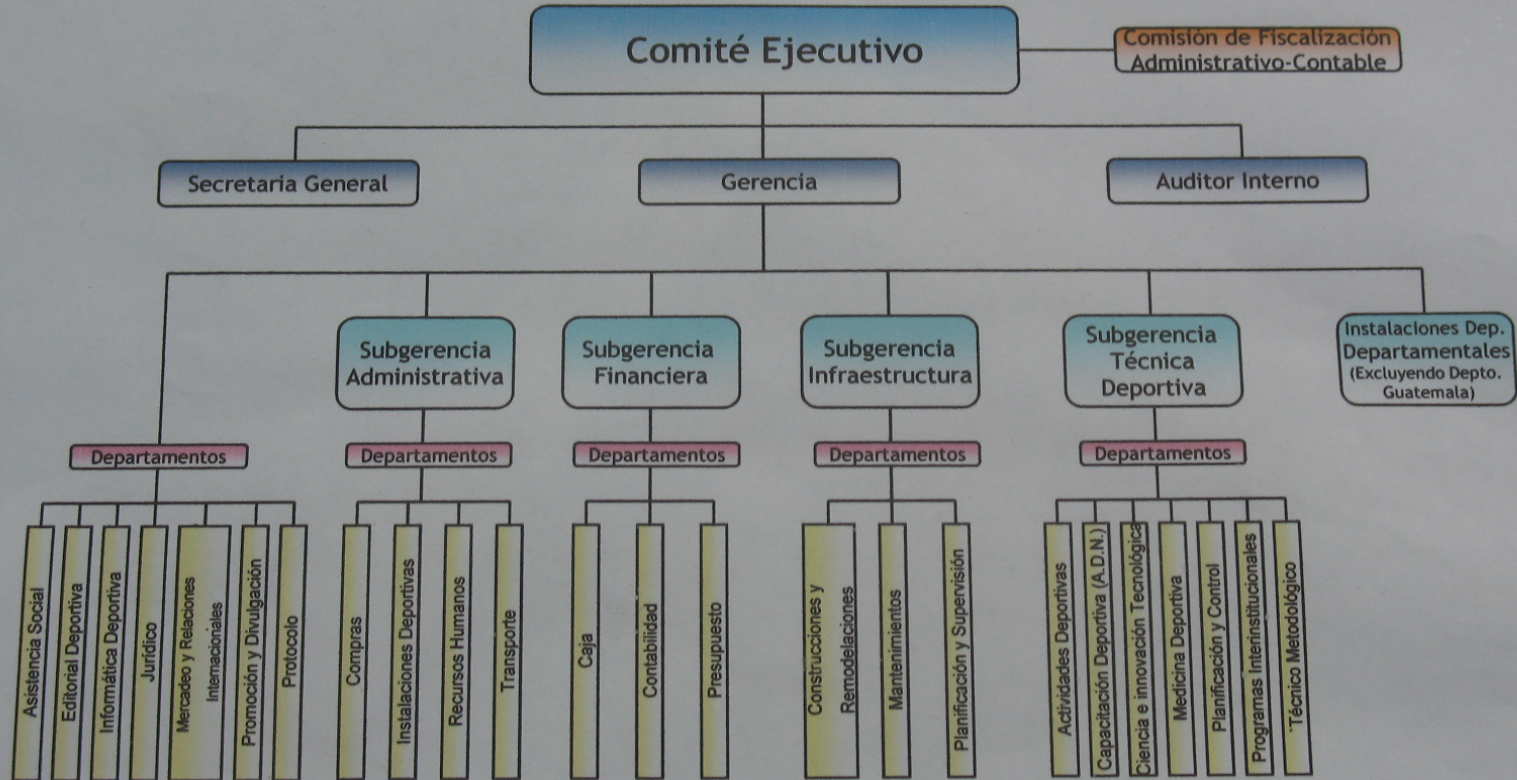 Comité Ejecutivo
Comisión de Fiscalización
Administrativo-Contable
Secretaria General
Gerencia
Auditor Interno
Subgerencia
Administrativa
Subgerencia
Financiera
Subgerencia
Infraestructura
Subgerencia
Técnica
Deportiva
Instalaciones Dep.
Departamentales
(Excluyendo Depto.
Guatemala)
Departamentos
Departamentos
Departamentos
Departamentos
Departamentos
Asistencia Social
Editorial Deportiva
Informática Deportiva
Jurídico
Mercadeo y Relaciones
Internacionales
Promoción y Divulgación
Protocolo
Compras
Instalaciones Deportivas
Recursos Humanos
Transporte
Caja
Contabilidad
Presupuesto
Construcciones y
Remodelaciones
Mantenimientos
Planificación y Supervisión
Actividades Deportivas
Capacitación Deportiva (A.D.N.)
Ciencia e innovación Tecnológica
Medicina Deportiva
Planificación y Control
Programas Interinstitucionales
Técnico Metodológico